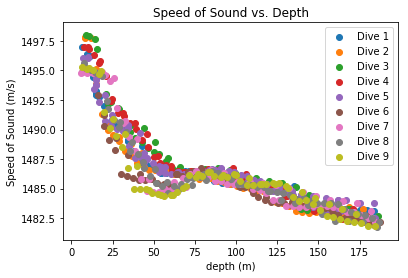 Speed of Sound vs. Depth
Speed of Sound (m/s)
1497.5
1495.0
1492.5
1490.0
1487.5
1485.0
1482.5
Dive 1
Dive 2
Dive 3
Dive 4
Dive 5
Dive 6
Dive 7
Dive 8
Dive 9
0 25 50 75 100 125 150 175
depth (m)